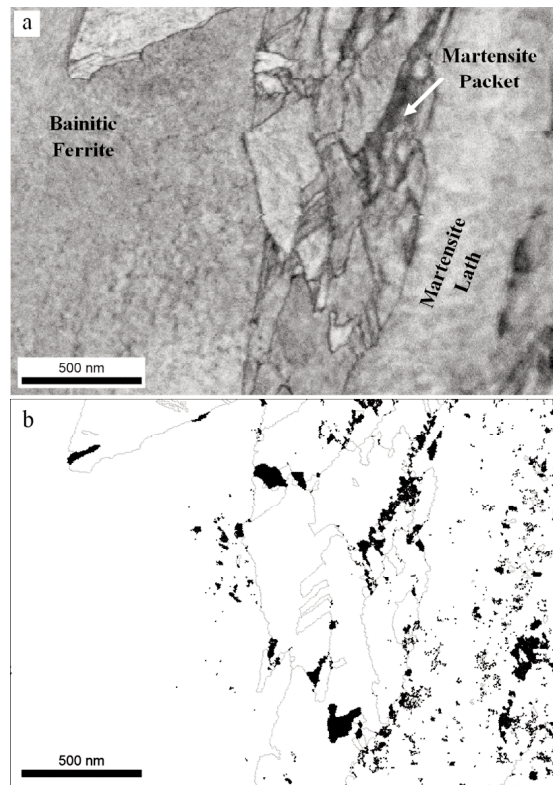 a
Martensite
Packet
Bainitic
Ferrite
Martensite
Lath
500 nm
b
500 nm